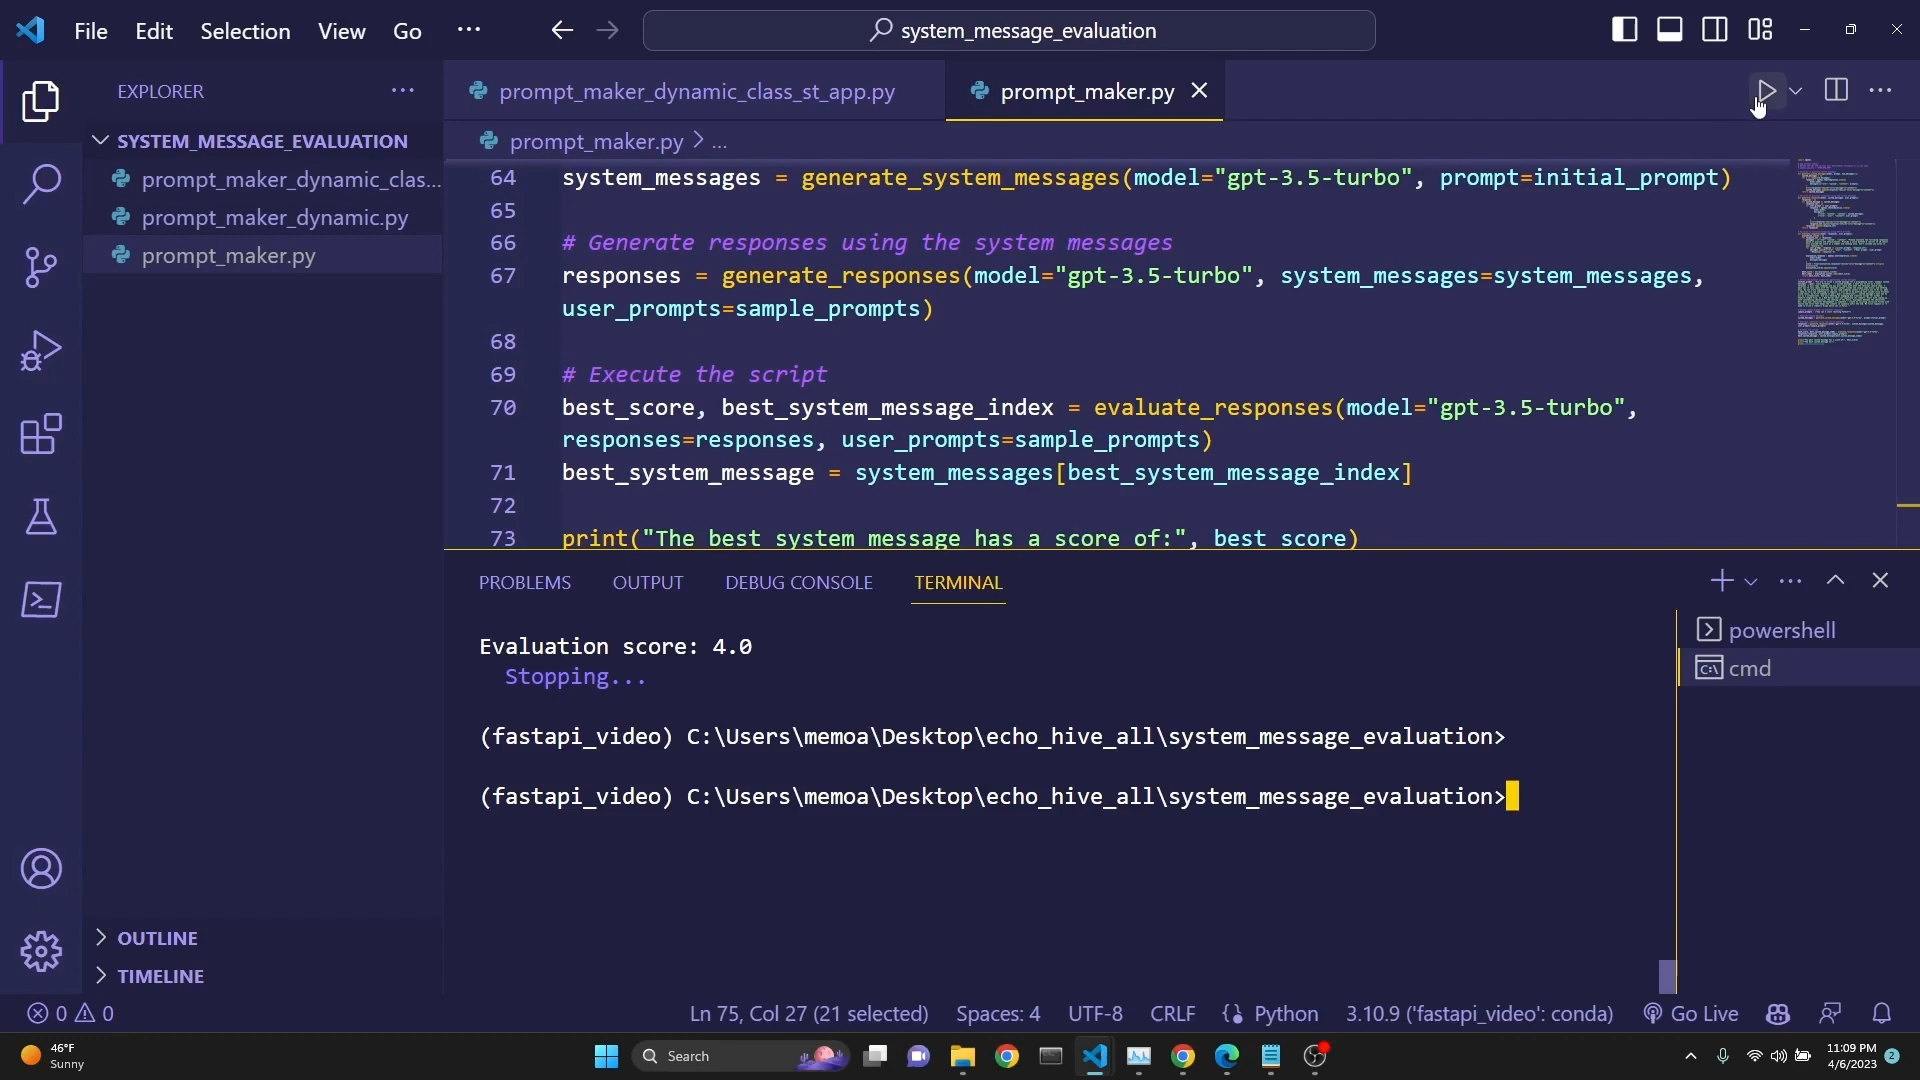 File Edit Selection View Go ... system_message_evaluation
EXPLORER ...
prompt_maker_dynamic_class_st_app.py
prompt_maker.py
SYSTEM_MESSAGE_EVALUATION
prompt_maker_dynamic_clas...
prompt_maker_dynamic.py
prompt_maker.py
prompt_maker.py > ...
64 system_messages = generate_system_messages(model="gpt-3.5-turbo", prompt=initial_prompt)
65
66 # Generate responses using the system messages
67 responses = generate_responses(model="gpt-3.5-turbo", system_messages=system_messages,
user_prompts=sample_prompts)
68
69 # Execute the script
70 best_score, best_system_message_index = evaluate_responses(model="gpt-3.5-turbo",
responses=responses, user_prompts=sample_prompts)
71 best_system_message = system_messages[best_system_message_index]
72
73 print("The best system message has a score of:", best_score)
PROBLEMS OUTPUT DEBUG CONSOLE TERMINAL
Evaluation score: 4.0
Stopping...
(fastapi_video) C:\Users\memoa\Desktop\echo_hive_all\system_message_evaluation>
(fastapi_video) C:\Users\memoa\Desktop\echo_hive_all\system_message_evaluation>
powershell
cmd
OUTLINE
TIMELINE
0 0 Ln 75, Col 27 (21 selected) Spaces: 4 UTF-8 CRLF Python 3.10.9 ('fastapi_video': conda) Go Live
46°F
Sunny
Search
11:09 PM
4/6/2023
2